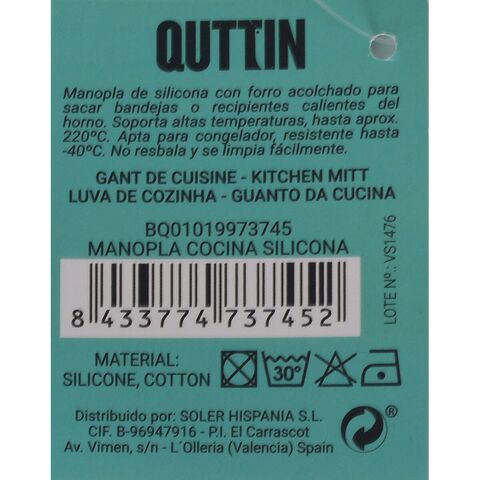 QUTTIN
Manopla de silicona con forro acolchado para
sacar bandejas o recipientes calientes del
horno. Soporta altas temperaturas, hasta aprox.
220ºC. Apta para congelador, resistente hasta
-40ºC. No resbala y se limpia fácilmente.
GANT DE CUISINE - KITCHEN MITT
LUVA DE COZINHA - GUANTO DA CUCINA
BQ01019973745
MANOPLA COCINA SILICONA
8 433774 737452
LOTE Nº.: VS1476
MATERIAL:
SILICONE, COTTON
30°
Distribuido por: SOLER HISPANIA S.L.
CIF. B-96947916 - P.I. El Carrascot
Av. Vimen, s/n - L´Olleria (Valencia) Spain
®